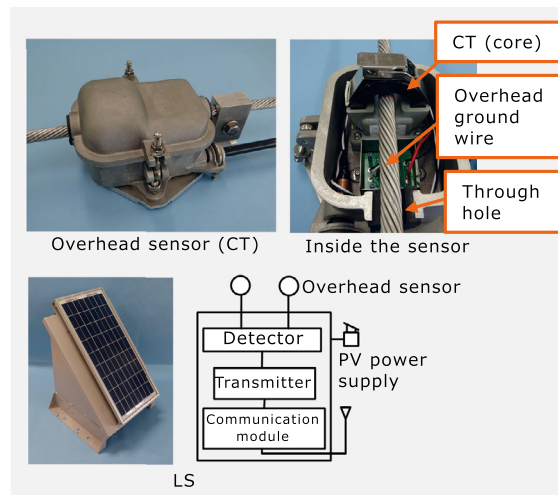 CT (core)
Overhead
ground
wire
Through
hole
Overhead sensor (CT)
Inside the sensor
Overhead sensor
Detector
PV power
supply
Transmitter
Communication
module
LS